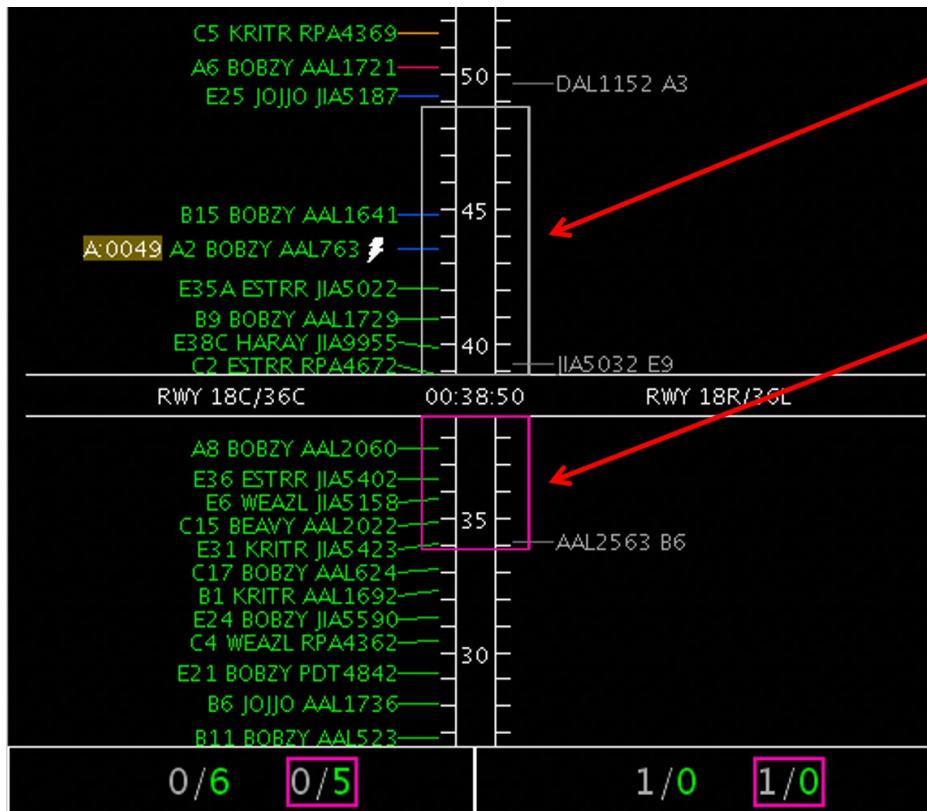 C5 KRITR RPA4369
A6 BOBZY AAL1721
50
DAL1152 A3
E25 JOJJO JIA5187
B15 BOBZY AAL1641
45
A:0049 A2 BOBZY AAL763
E35A ESTRR JIA5022
B9 BOBZY AAL1729
E38C HARAY JIA9955
40
C2 ESTRR RPA4672
JIA5032 E9
RWY 18C/36C 00:38:50 RWY 18R/36L
A8 BOBZY AAL2060
E36 ESTRR JIA5402
E6 WEAZL JIA5158
C15 BEAVY AAL2022
35
E31 KRITR JIA5423
AAL2563 B6
C17 BOBZY AAL624
B1 KRITR AAL1692
E24 BOBZY JIA5590
C4 WEAZL RPA4362
30
E21 BOBZY PDT4842
B6 JOJJO AAL1736
B11 BOBZY AAL523
0/6 0/5 1/0 1/0